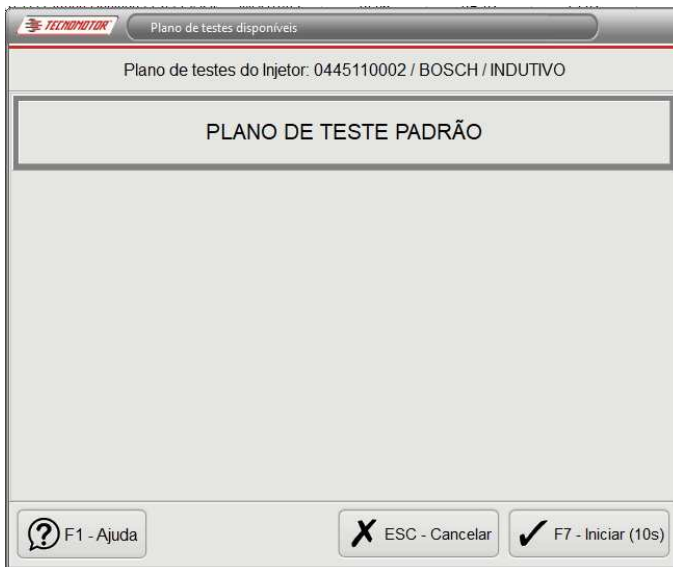 TECNOMOTOR
Plano de testes disponíveis
Plano de testes do Injetor: 0445110002 / BOSCH / INDUTIVO
PLANO DE TESTE PADRÃO
F1 - Ajuda
ESC - Cancelar
F7 - Iniciar (10s)